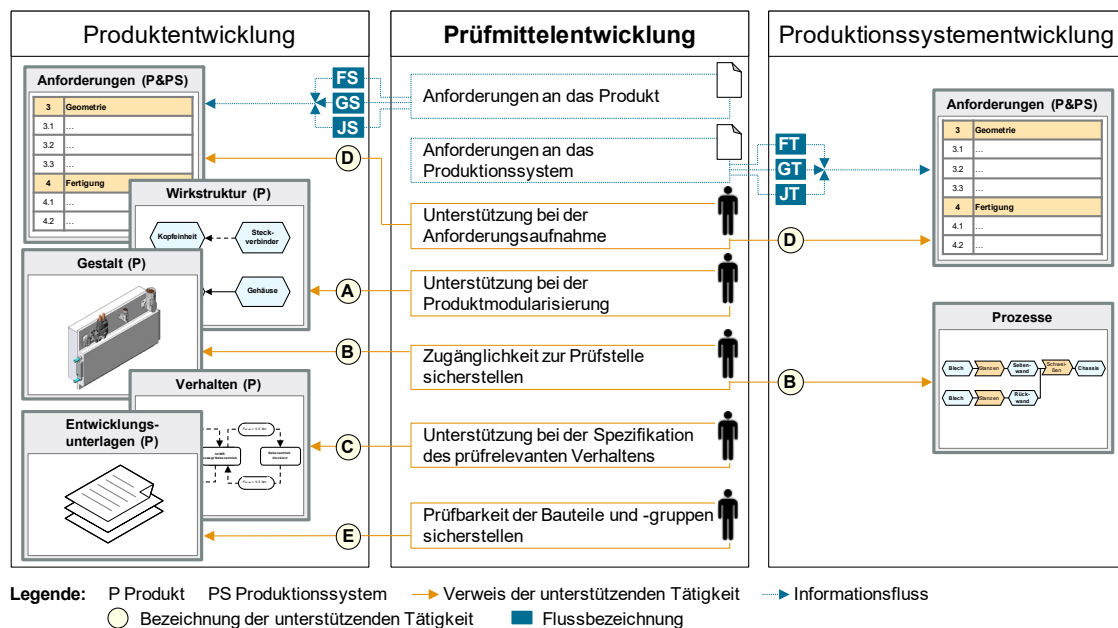 Produktentwicklung
Anforderungen (P&PS)
3 Geometrie
3.1 ...
3.2 ...
3.3 ...
4 Fertigung
4.1 ...
4.2 ...
Wirkstruktur (P)
Kopfeinheit
Steck-
verbinder
Gehäuse
Gestalt (P)
Verhalten (P)
Entwicklungs-
unterlagen (P)
FS
GS
JS
D
A
B
C
E
Prüfmittelentwicklung
Anforderungen an das Produkt
Anforderungen an das
Produktionssystem
Unterstützung bei der
Anforderungsaufnahme
Unterstützung bei der
Produktmodularisierung
Zugänglichkeit zur Prüfstelle
sicherstellen
Unterstützung bei der Spezifikation
des prüfrelevanten Verhaltens
Prüfbarkeit der Bauteile und -gruppen
sicherstellen
FT
GT
JT
D
B
Produktionssystementwicklung
Anforderungen (P&PS)
3 Geometrie
3.1 ...
3.2 ...
3.3 ...
4 Fertigung
4.1 ...
4.2 ...
Prozesse
Blech
Stanzen
Seiten-
wand
Schwei-
ßen
Chassis
Blech
Stanzen
Rück-
wand
Legende: P Produkt PS Produktionssystem Verweis der unterstützenden Tätigkeit Informationsfluss
Bezeichnung der unterstützenden Tätigkeit Flussbezeichnung